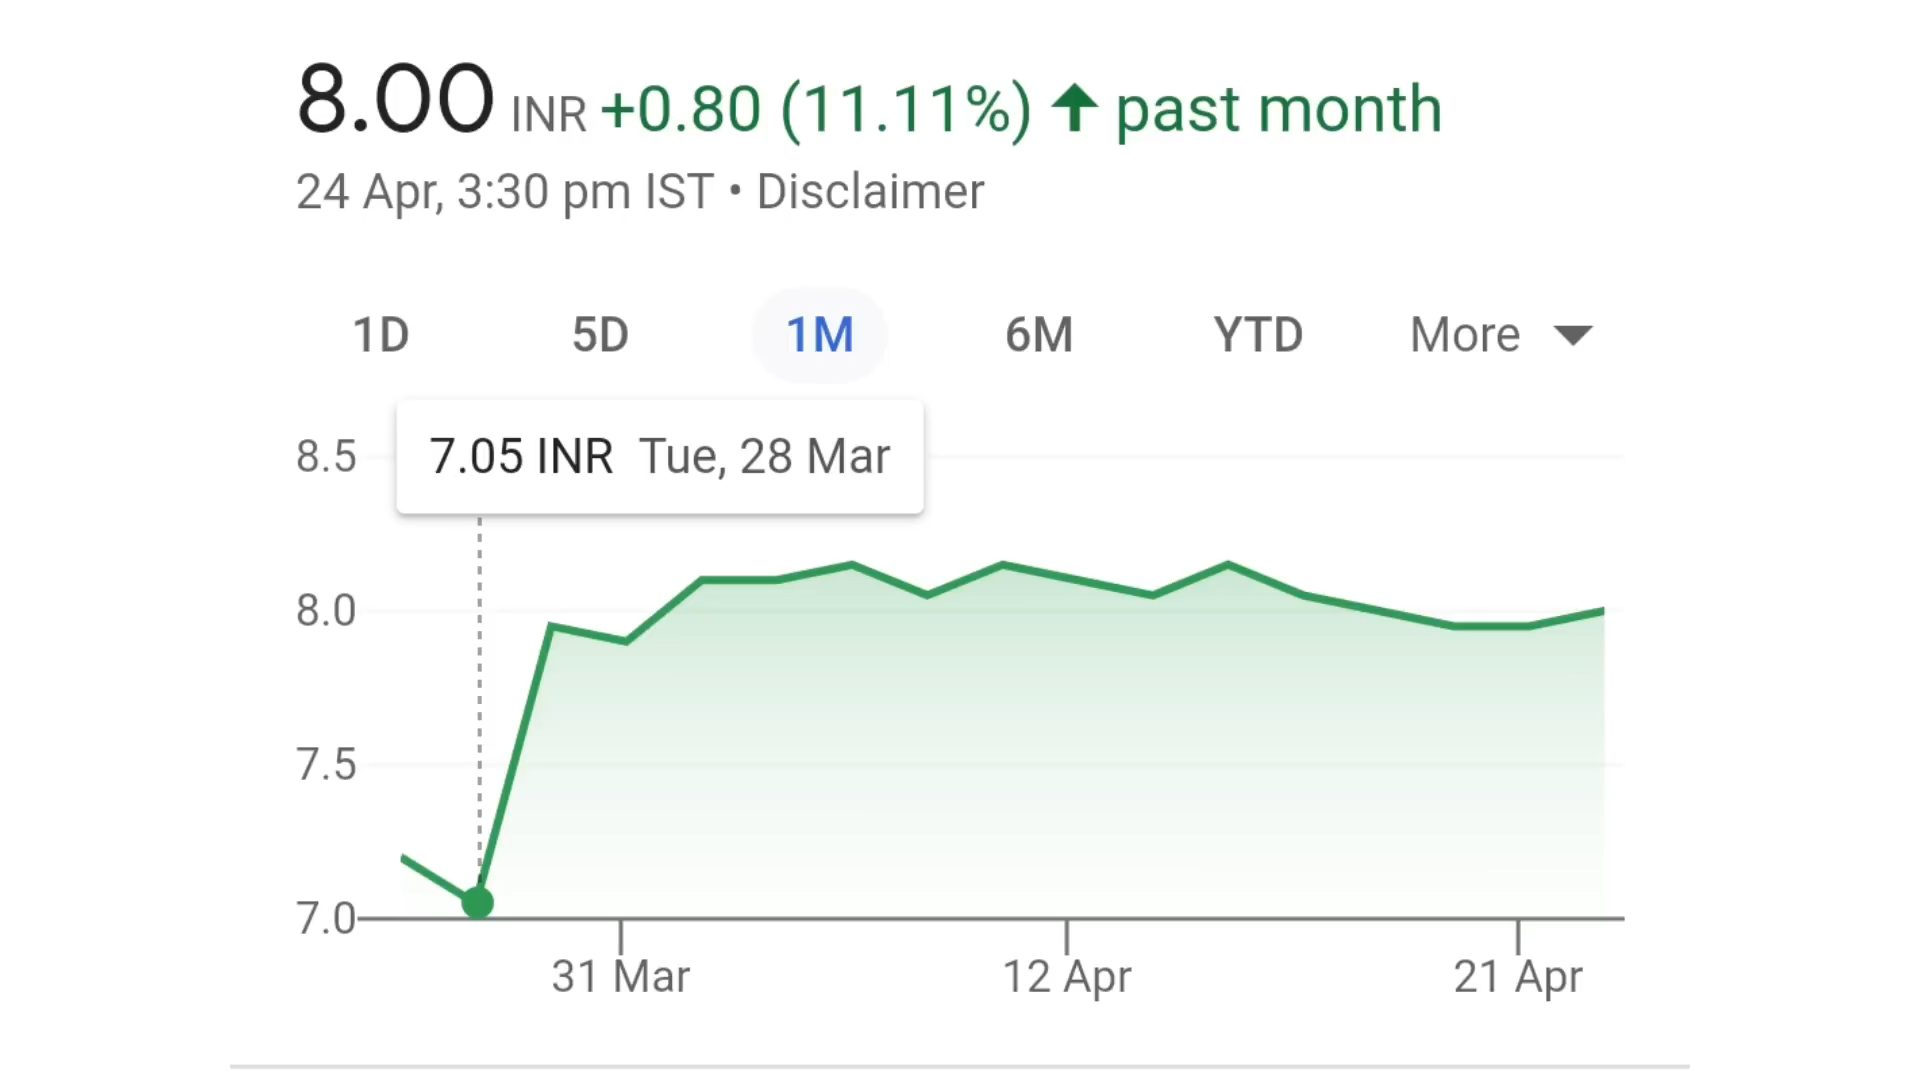 8.00 INR +0.80 (11.11%) ↑ past month
24 Apr, 3:30 pm IST • Disclaimer
1D 5D 1M 6M YTD More
7.05 INR Tue, 28 Mar
8.5
8.0
7.5
7.0
31 Mar 12 Apr 21 Apr